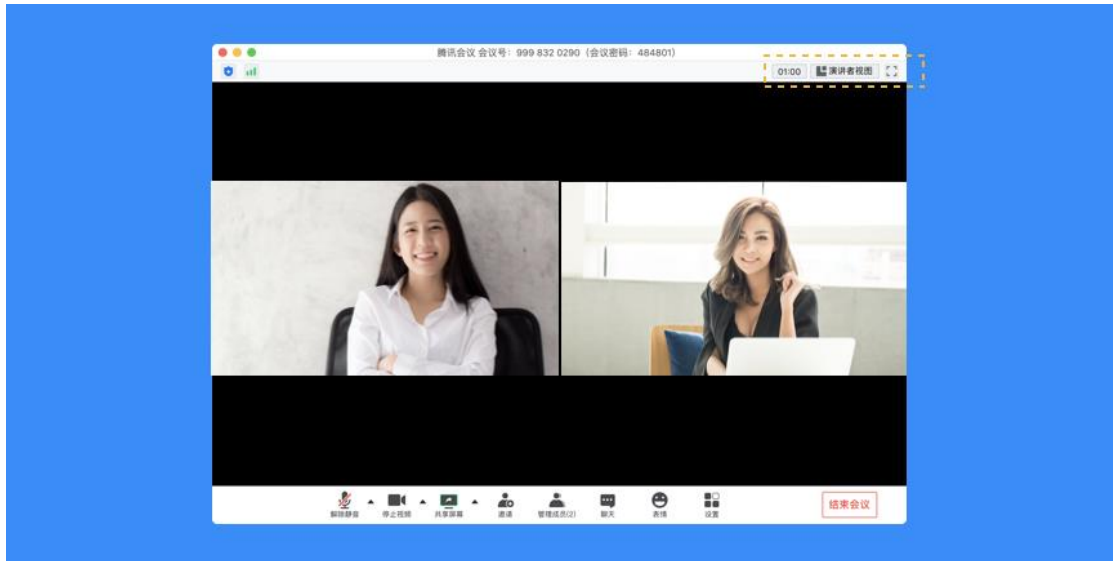 腾讯会议 会议号：999 832 0290（会议密码：484801）
01:00 演讲者视图
解除静音 停止视频 共享屏幕 邀请 管理成员(2) 聊天 表情 设置 结束会议